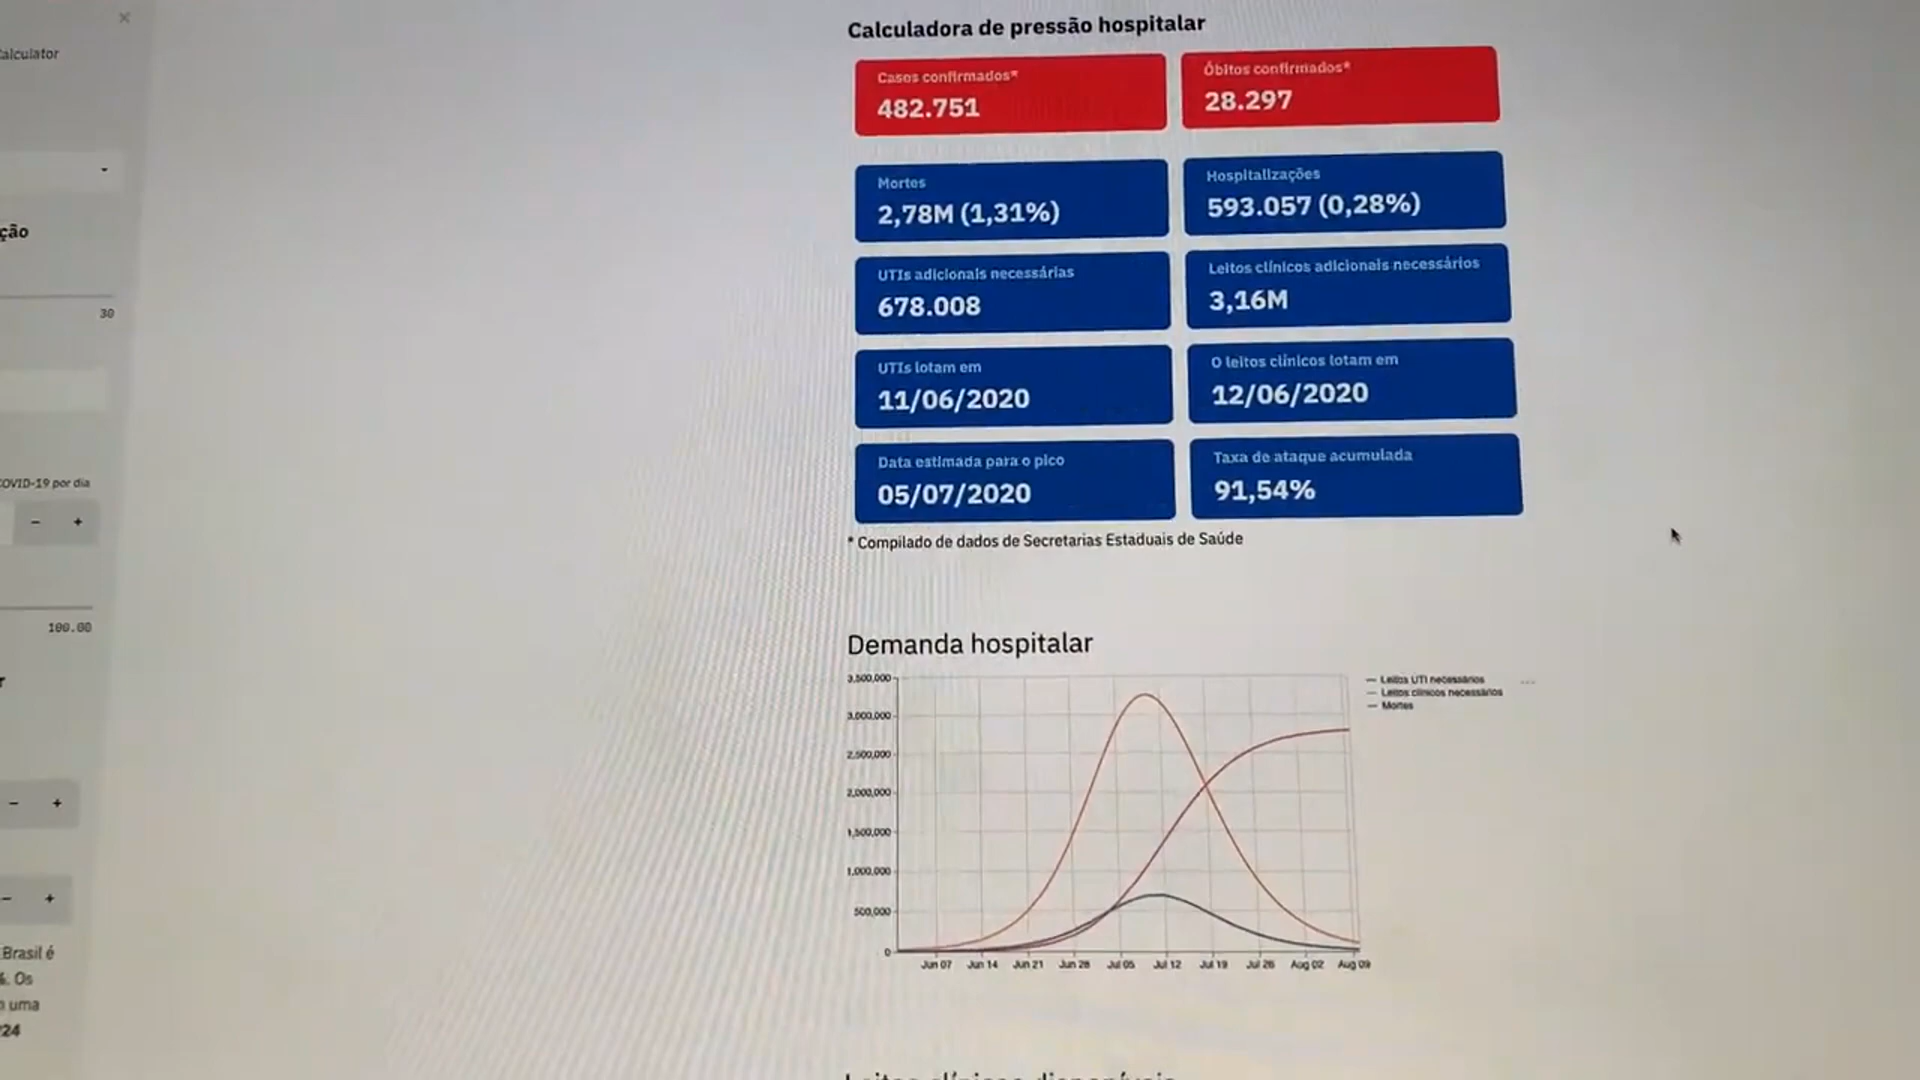 alculator
ção
30
OVID-19 por dia
−
+
100.00
r
−
+
−
+
Brasil é
. Os
uma
24
Calculadora de pressão hospitalar
Casos confirmados*
482.751
Óbitos confirmados*
28.297
Mortes
2,78M (1,31%)
Hospitalizações
593.057 (0,28%)
UTIs adicionais necessárias
678.008
Leitos clínicos adicionais necessários
3,16M
UTIs lotam em
11/06/2020
O leitos clínicos lotam em
12/06/2020
Data estimada para o pico
05/07/2020
Taxa de ataque acumulada
91,54%
* Compilado de dados de Secretarias Estaduais de Saúde
Demanda hospitalar
3,500,000
3,000,000
2,500,000
2,000,000
1,500,000
1,000,000
500,000
0
Jun 07 Jun 14 Jun 21 Jun 28 Jul 05 Jul 12 Jul 19 Jul 26 Aug 02 Aug 09
Leitos UTI necessários
Leitos clínicos necessários
Mortes
Leitos clínicos disponíveis